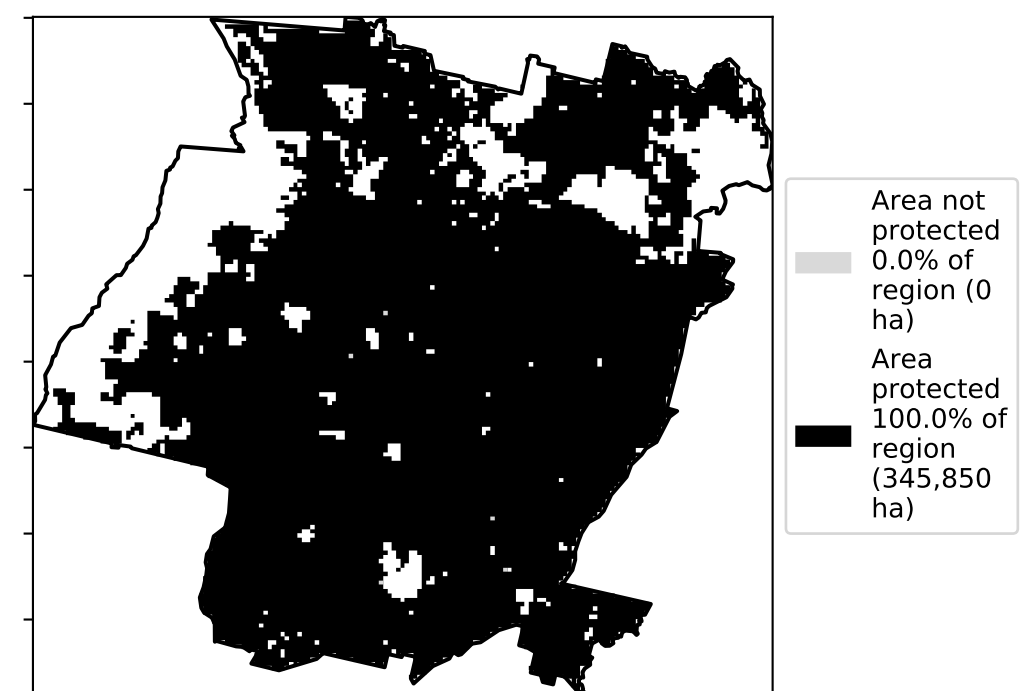 Area not
protected
0.0% of
region (0
ha)
Area
protected
100.0% of
region
(345,850
ha)